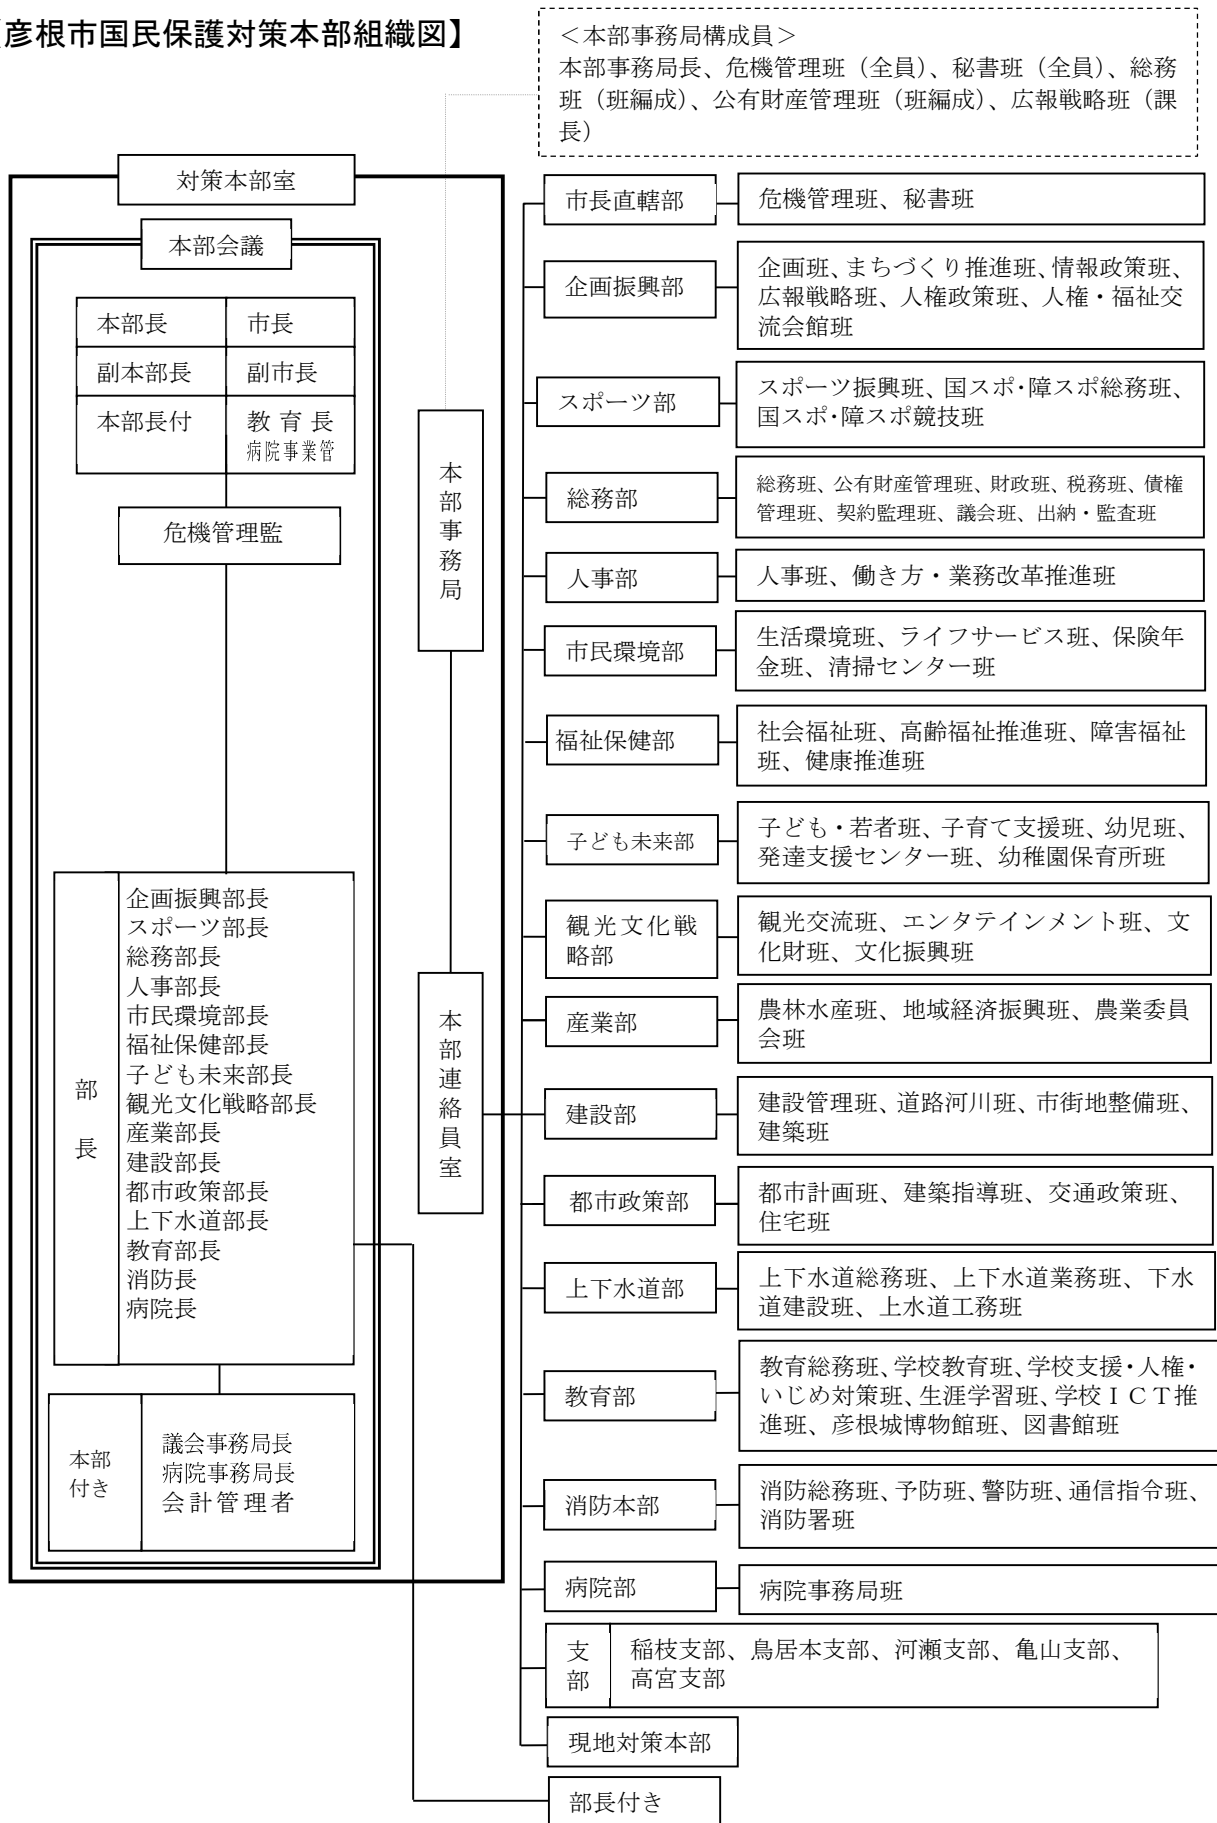 彦根市国民保護対策本部組織図】
＜本部事務局構成員＞
本部事務局長、危機管理班（全員）、秘書班（全員）、総務
班（班編成）、公有財産管理班（班編成）、広報戦略班（課
長）
対策本部室
本部会議
本部長 市長
副本部長 副市長
本部長付 教育長
病院事業管
危機管理監
部長
企画振興部長
スポーツ部長
総務部長
人事部長
市民環境部長
福祉保健部長
子ども未来部長
観光文化戦略部長
産業部長
建設部長
都市政策部長
上下水道部長
教育部長
消防長
病院長
本部
付き
議会事務局長
病院事務局長
会計管理者
本部事務局
本部連絡員室
市長直轄部
危機管理班、秘書班
企画振興部
企画班、まちづくり推進班、情報政策班、
広報戦略班、人権政策班、人権・福祉交
流会館班
スポーツ部
スポーツ振興班、国スポ・障スポ総務班、
国スポ・障スポ競技班
総務部
総務班、公有財産管理班、財政班、税務班、債権
管理班、契約監理班、議会班、出納・監査班
人事部
人事班、働き方・業務改革推進班
市民環境部
生活環境班、ライフサービス班、保険年
金班、清掃センター班
福祉保健部
社会福祉班、高齢福祉推進班、障害福祉
班、健康推進班
子ども未来部
子ども・若者班、子育て支援班、幼児班、
発達支援センター班、幼稚園保育所班
観光文化戦
略部
観光交流班、エンタテインメント班、文
化財班、文化振興班
産業部
農林水産班、地域経済振興班、農業委員
会班
建設部
建設管理班、道路河川班、市街地整備班、
建築班
都市政策部
都市計画班、建築指導班、交通政策班、
住宅班
上下水道部
上下水道総務班、上下水道業務班、下水
道建設班、上水道工務班
教育部
教育総務班、学校教育班、学校支援・人権・
いじめ対策班、生涯学習班、学校ＩＣＴ推
進班、彦根城博物館班、図書館班
消防本部
消防総務班、予防班、警防班、通信指令班、
消防署班
病院部
病院事務局班
支部
稲枝支部、鳥居本支部、河瀬支部、亀山支部、
高宮支部
現地対策本部
部長付き